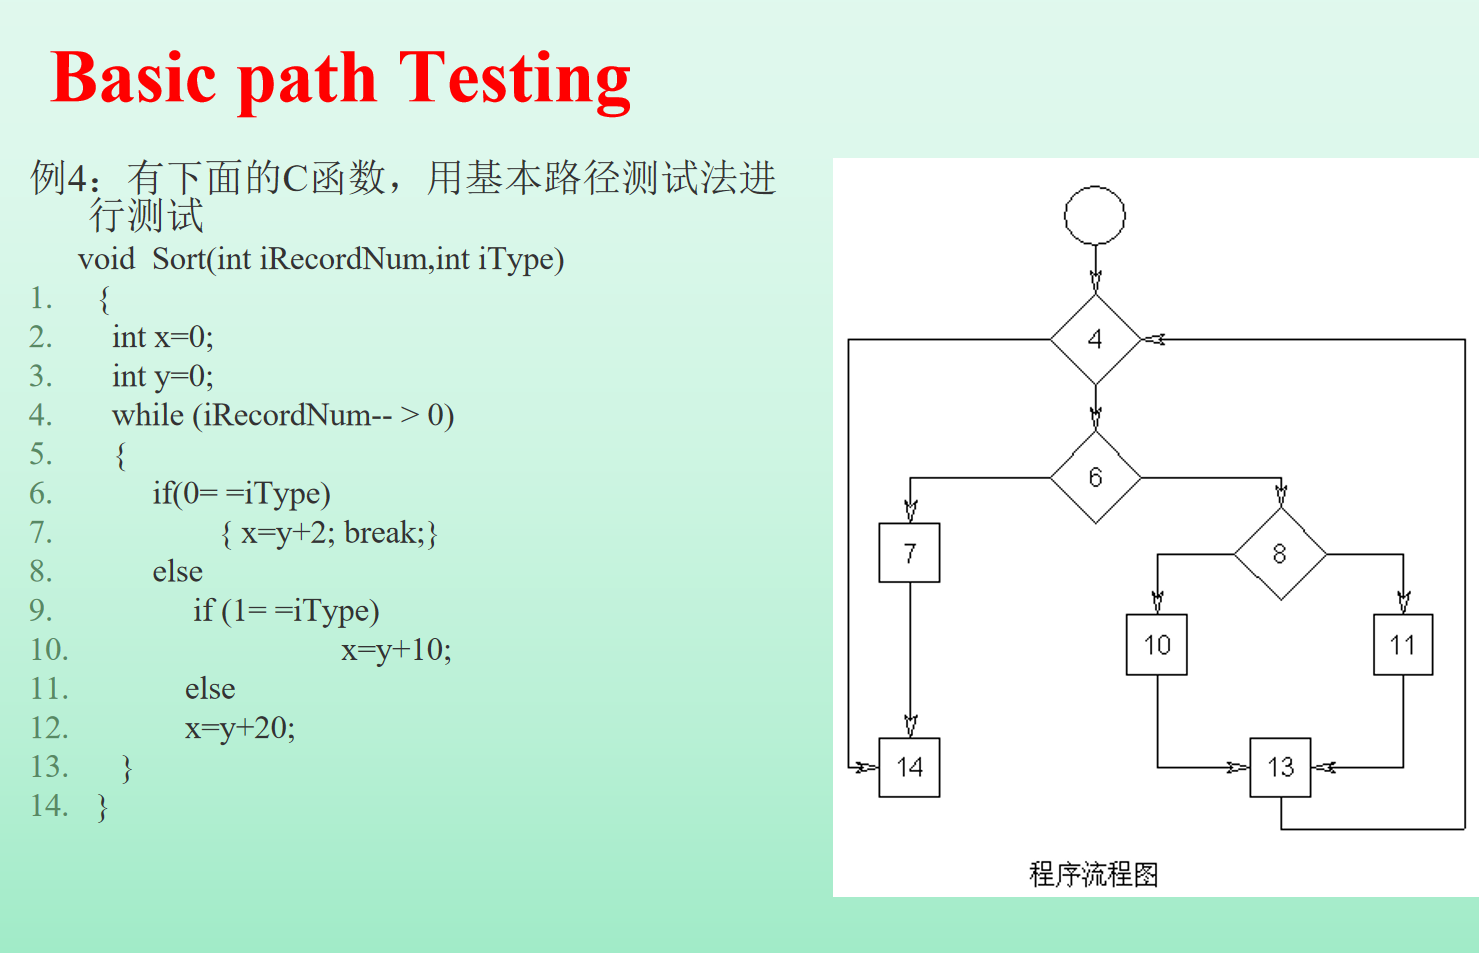 Basic path Testing
例4：有下面的C函数，用基本路径测试法进
行测试
void Sort(int iRecordNum,int iType)
1. {
2. int x=0;
3. int y=0;
4. while (iRecordNum-- > 0)
5. {
6. if(0= =iType)
7. { x=y+2; break;}
8. else
9. if (1= =iType)
10. x=y+10;
11. else
12. x=y+20;
13. }
14. }
4
6
7
8
10
11
14
13
程序流程图